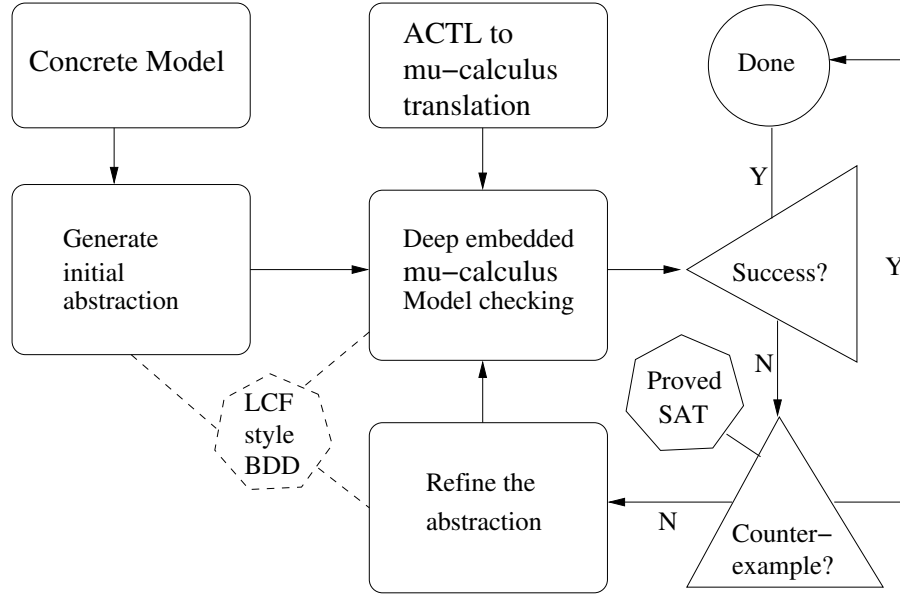 Concrete Model
ACTL to
mu−calculus
translation
Done
Y
Generate
initial
abstraction
Deep embedded
mu−calculus
Model checking
Success?
Y
N
Proved
SAT
LCF
style
BDD
Refine the
abstraction
N
Counter−
example?